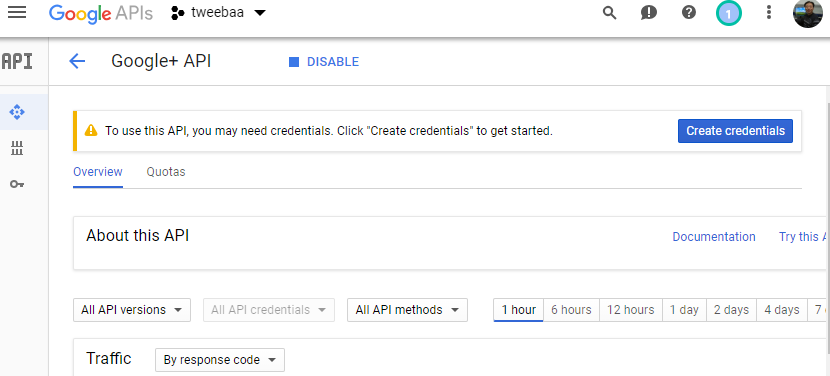 Google APIs tweebaa 1
API Google+ API DISABLE
To use this API, you may need credentials. Click "Create credentials" to get started. Create credentials
Overview Quotas
About this API Documentation Try this A
All API versions All API credentials All API methods 1 hour 6 hours 12 hours 1 day 2 days 4 days 7
Traffic By response code